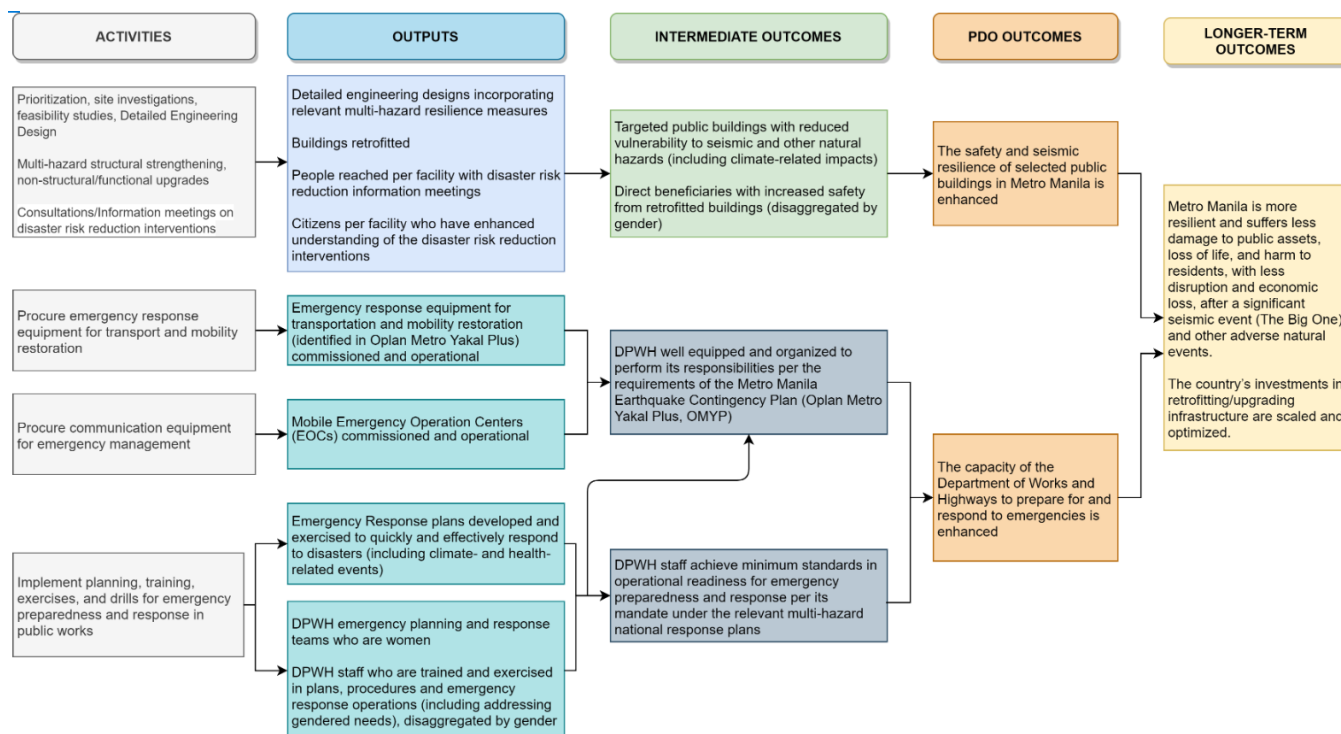 ACTIVITIES
OUTPUTS
INTERMEDIATE OUTCOMES
PDO OUTCOMES
LONGER-TERM
OUTCOMES
Prioritization, site investigations,
feasibility studies, Detailed Engineering
Design
Multi-hazard structural strengthening,
non-structural/functional upgrades
Consultations/Information meetings on
disaster risk reduction interventions
Detailed engineering designs incorporating
relevant multi-hazard resilience measures
Buildings retrofitted
People reached per facility with disaster risk
reduction information meetings
Citizens per facility who have enhanced
understanding of the disaster risk reduction
interventions
Targeted public buildings with reduced
vulnerability to seismic and other natural
hazards (including climate-related impacts)
Direct beneficiaries with increased safety
from retrofitted buildings (disaggregated by
gender)
The safety and seismic
resilience of selected public
buildings in Metro Manila is
enhanced
Metro Manila is more
resilient and suffers less
damage to public assets,
loss of life, and harm to
residents, with less
disruption and economic
loss, after a significant
seismic event (The Big One)
and other adverse natural
events.
The country's investments in
retrofitting/upgrading
infrastructure are scaled and
optimized.
Procure emergency response
equipment for transport and mobility
restoration
Emergency response equipment for
transportation and mobility restoration
(identified in Oplan Metro Yakal Plus)
commissioned and operational
DPWH well equipped and organized to
perform its responsibilities per the
requirements of the Metro Manila
Earthquake Contingency Plan (Oplan Metro
Yakal Plus, OMYP)
Procure communication equipment
for emergency management
Mobile Emergency Operation Centers
(EOCs) commissioned and operational
The capacity of the
Department of Works and
Highways to prepare for and
respond to emergencies is
enhanced
Implement planning, training,
exercises, and drills for emergency
preparedness and response in
public works
Emergency Response plans developed and
exercised to quickly and effectively respond
to disasters (including climate- and health-
related events)
DPWH emergency planning and response
teams who are women
DPWH staff who are trained and exercised
in plans, procedures and emergency
response operations (including addressing
gendered needs), disaggregated by gender
DPWH staff achieve minimum standards in
operational readiness for emergency
preparedness and response per its
mandate under the relevant multi-hazard
national response plans